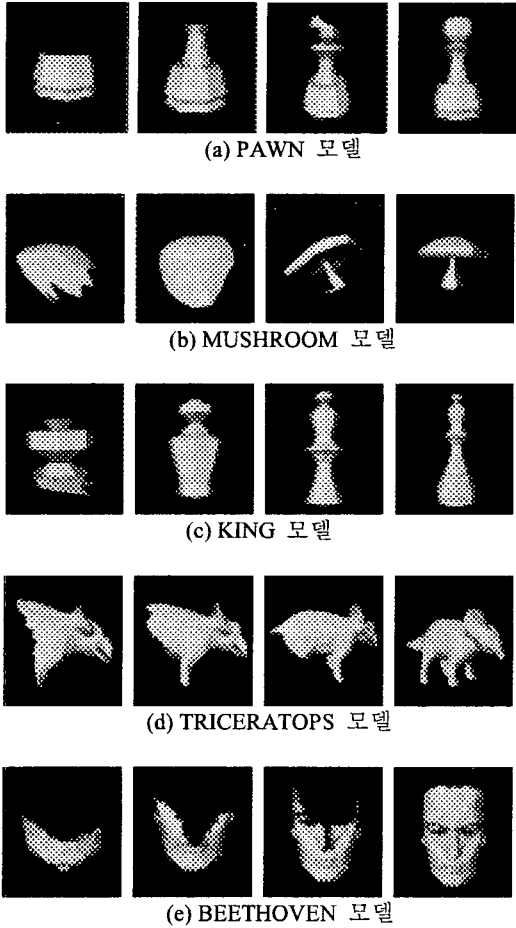 (a) PAWN 모델
(b) MUSHROOM 모델
(c) KING 모델
(d) TRICERATOPS 모델
(e) BEETHOVEN 모델